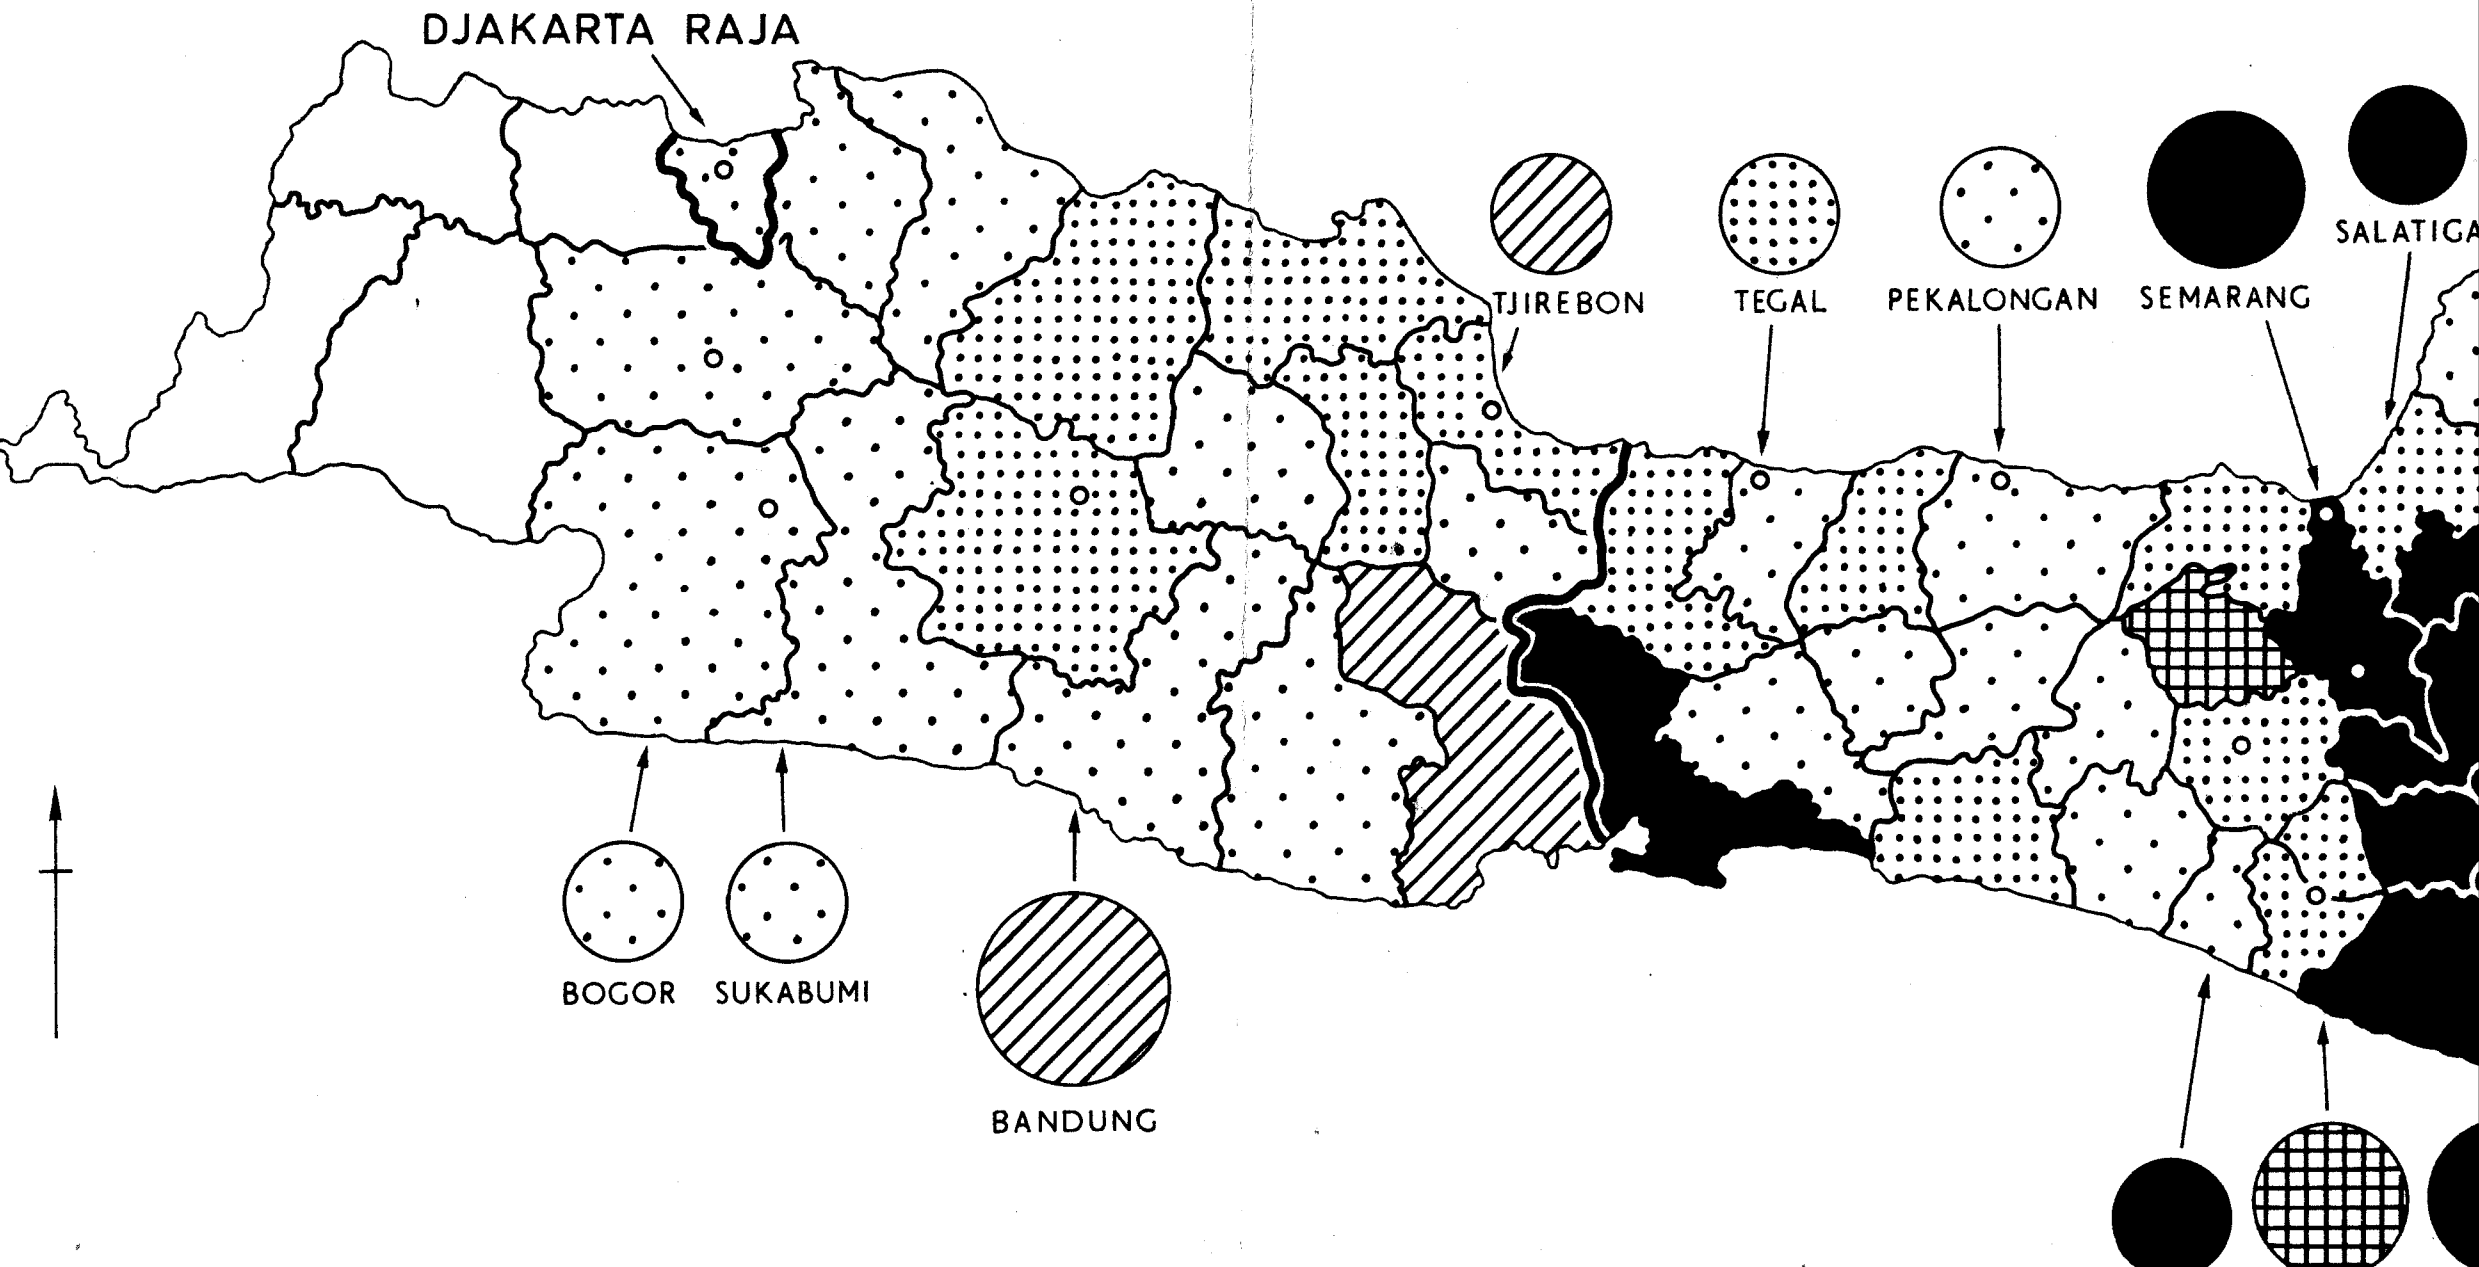 DJAKARTA RAJA
SALATIGA
TJIREBON
TEGAL
PEKALONGAN
SEMARANG
BOGOR
SUKABUMI
BANDUNG